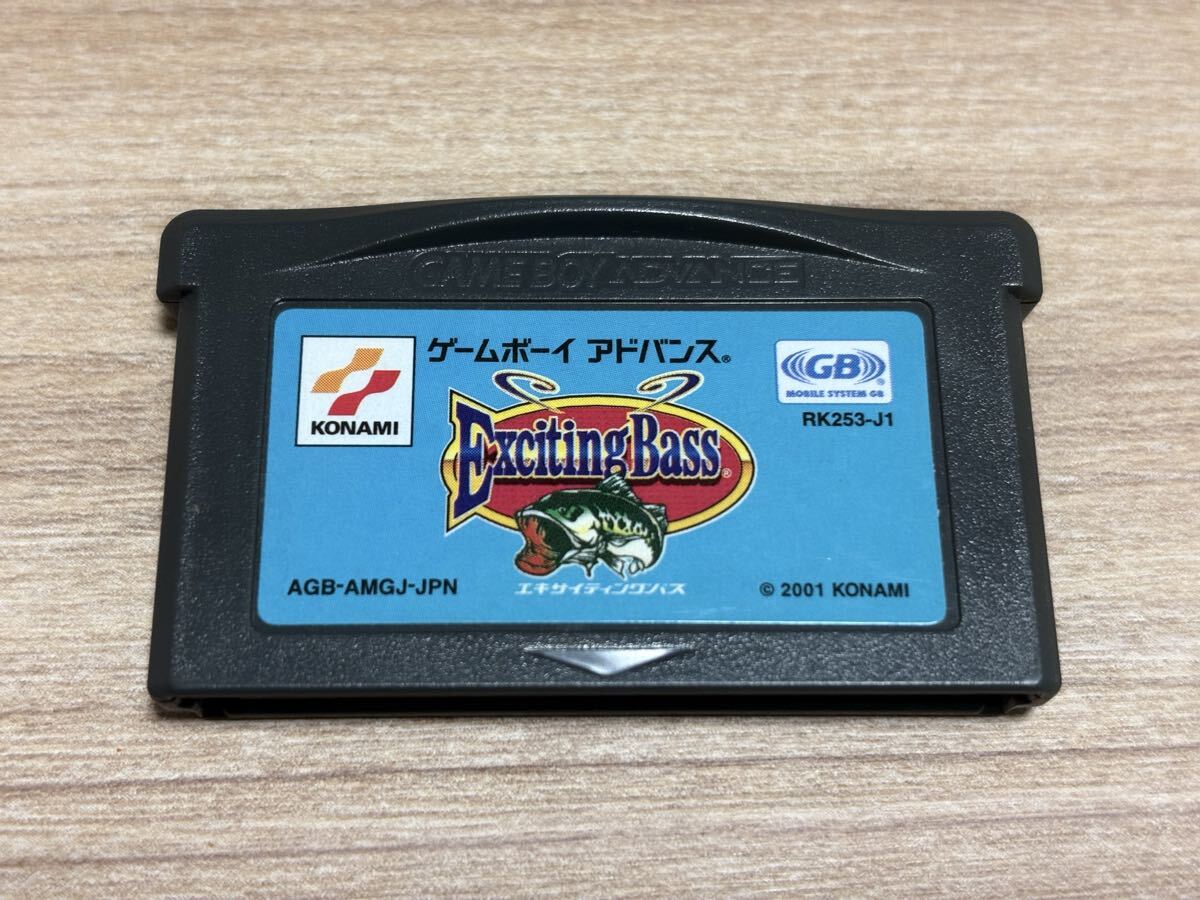 GAME BOY ADVANCE
ゲームボーイ アドバンス®
KONAMI
GB®
MOBILE SYSTEM GB
RK253-J1
Exciting Bass®
エキサイティングバス
AGB-AMGJ-JPN
© 2001 KONAMI